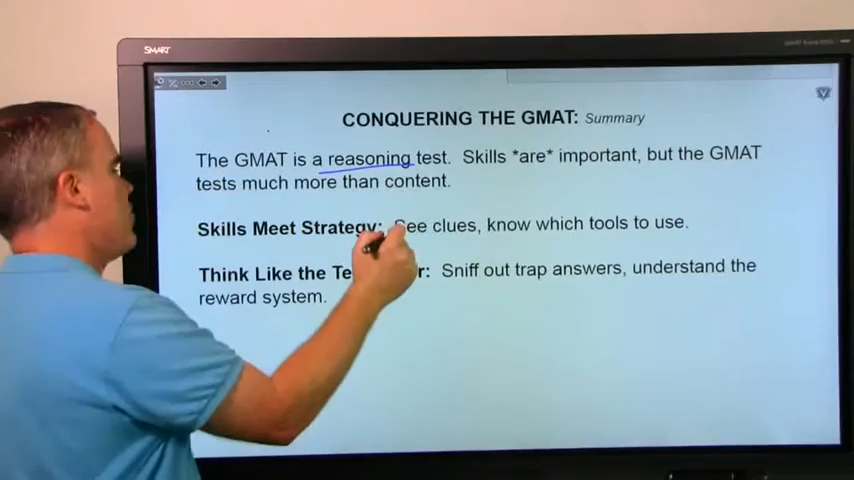 SMART
CONQUERING THE GMAT: Summary
The GMAT is a reasoning test. Skills *are* important, but the GMAT
tests much more than content.
Skills Meet Strategy: See clues, know which tools to use.
Think Like the Te r: Sniff out trap answers, understand the
reward system.